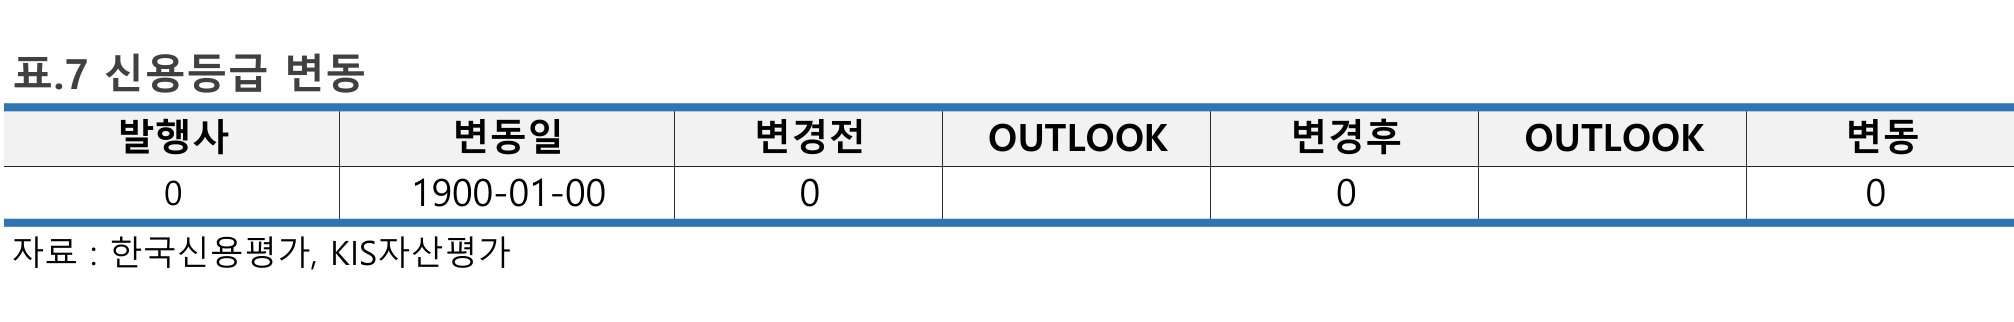 표.7 신용등급 변동
발행사 변동일 변경전 OUTLOOK 변경후 OUTLOOK 변동
0 1900-01-00 0 0 0
자료 : 한국신용평가, KIS자산평가